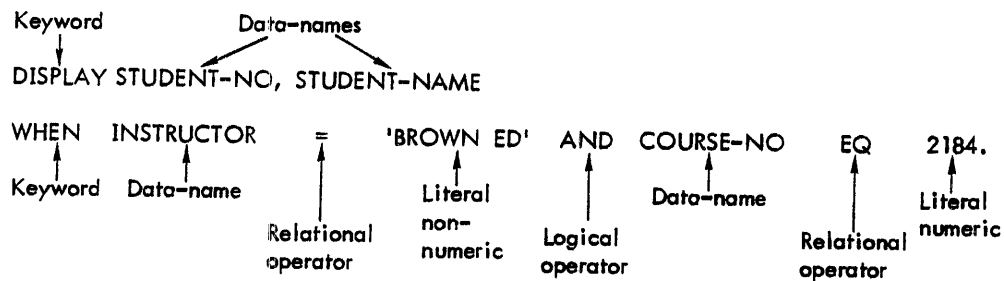 Keyword Data-names
DISPLAY STUDENT-NO, STUDENT-NAME
WHEN INSTRUCTOR = 'BROWN ED' AND COURSE-NO EQ 2184.
Keyword Data-name Literal Data-name Literal
non- numeric
Relational numeric Logical Relational
operator operator operator